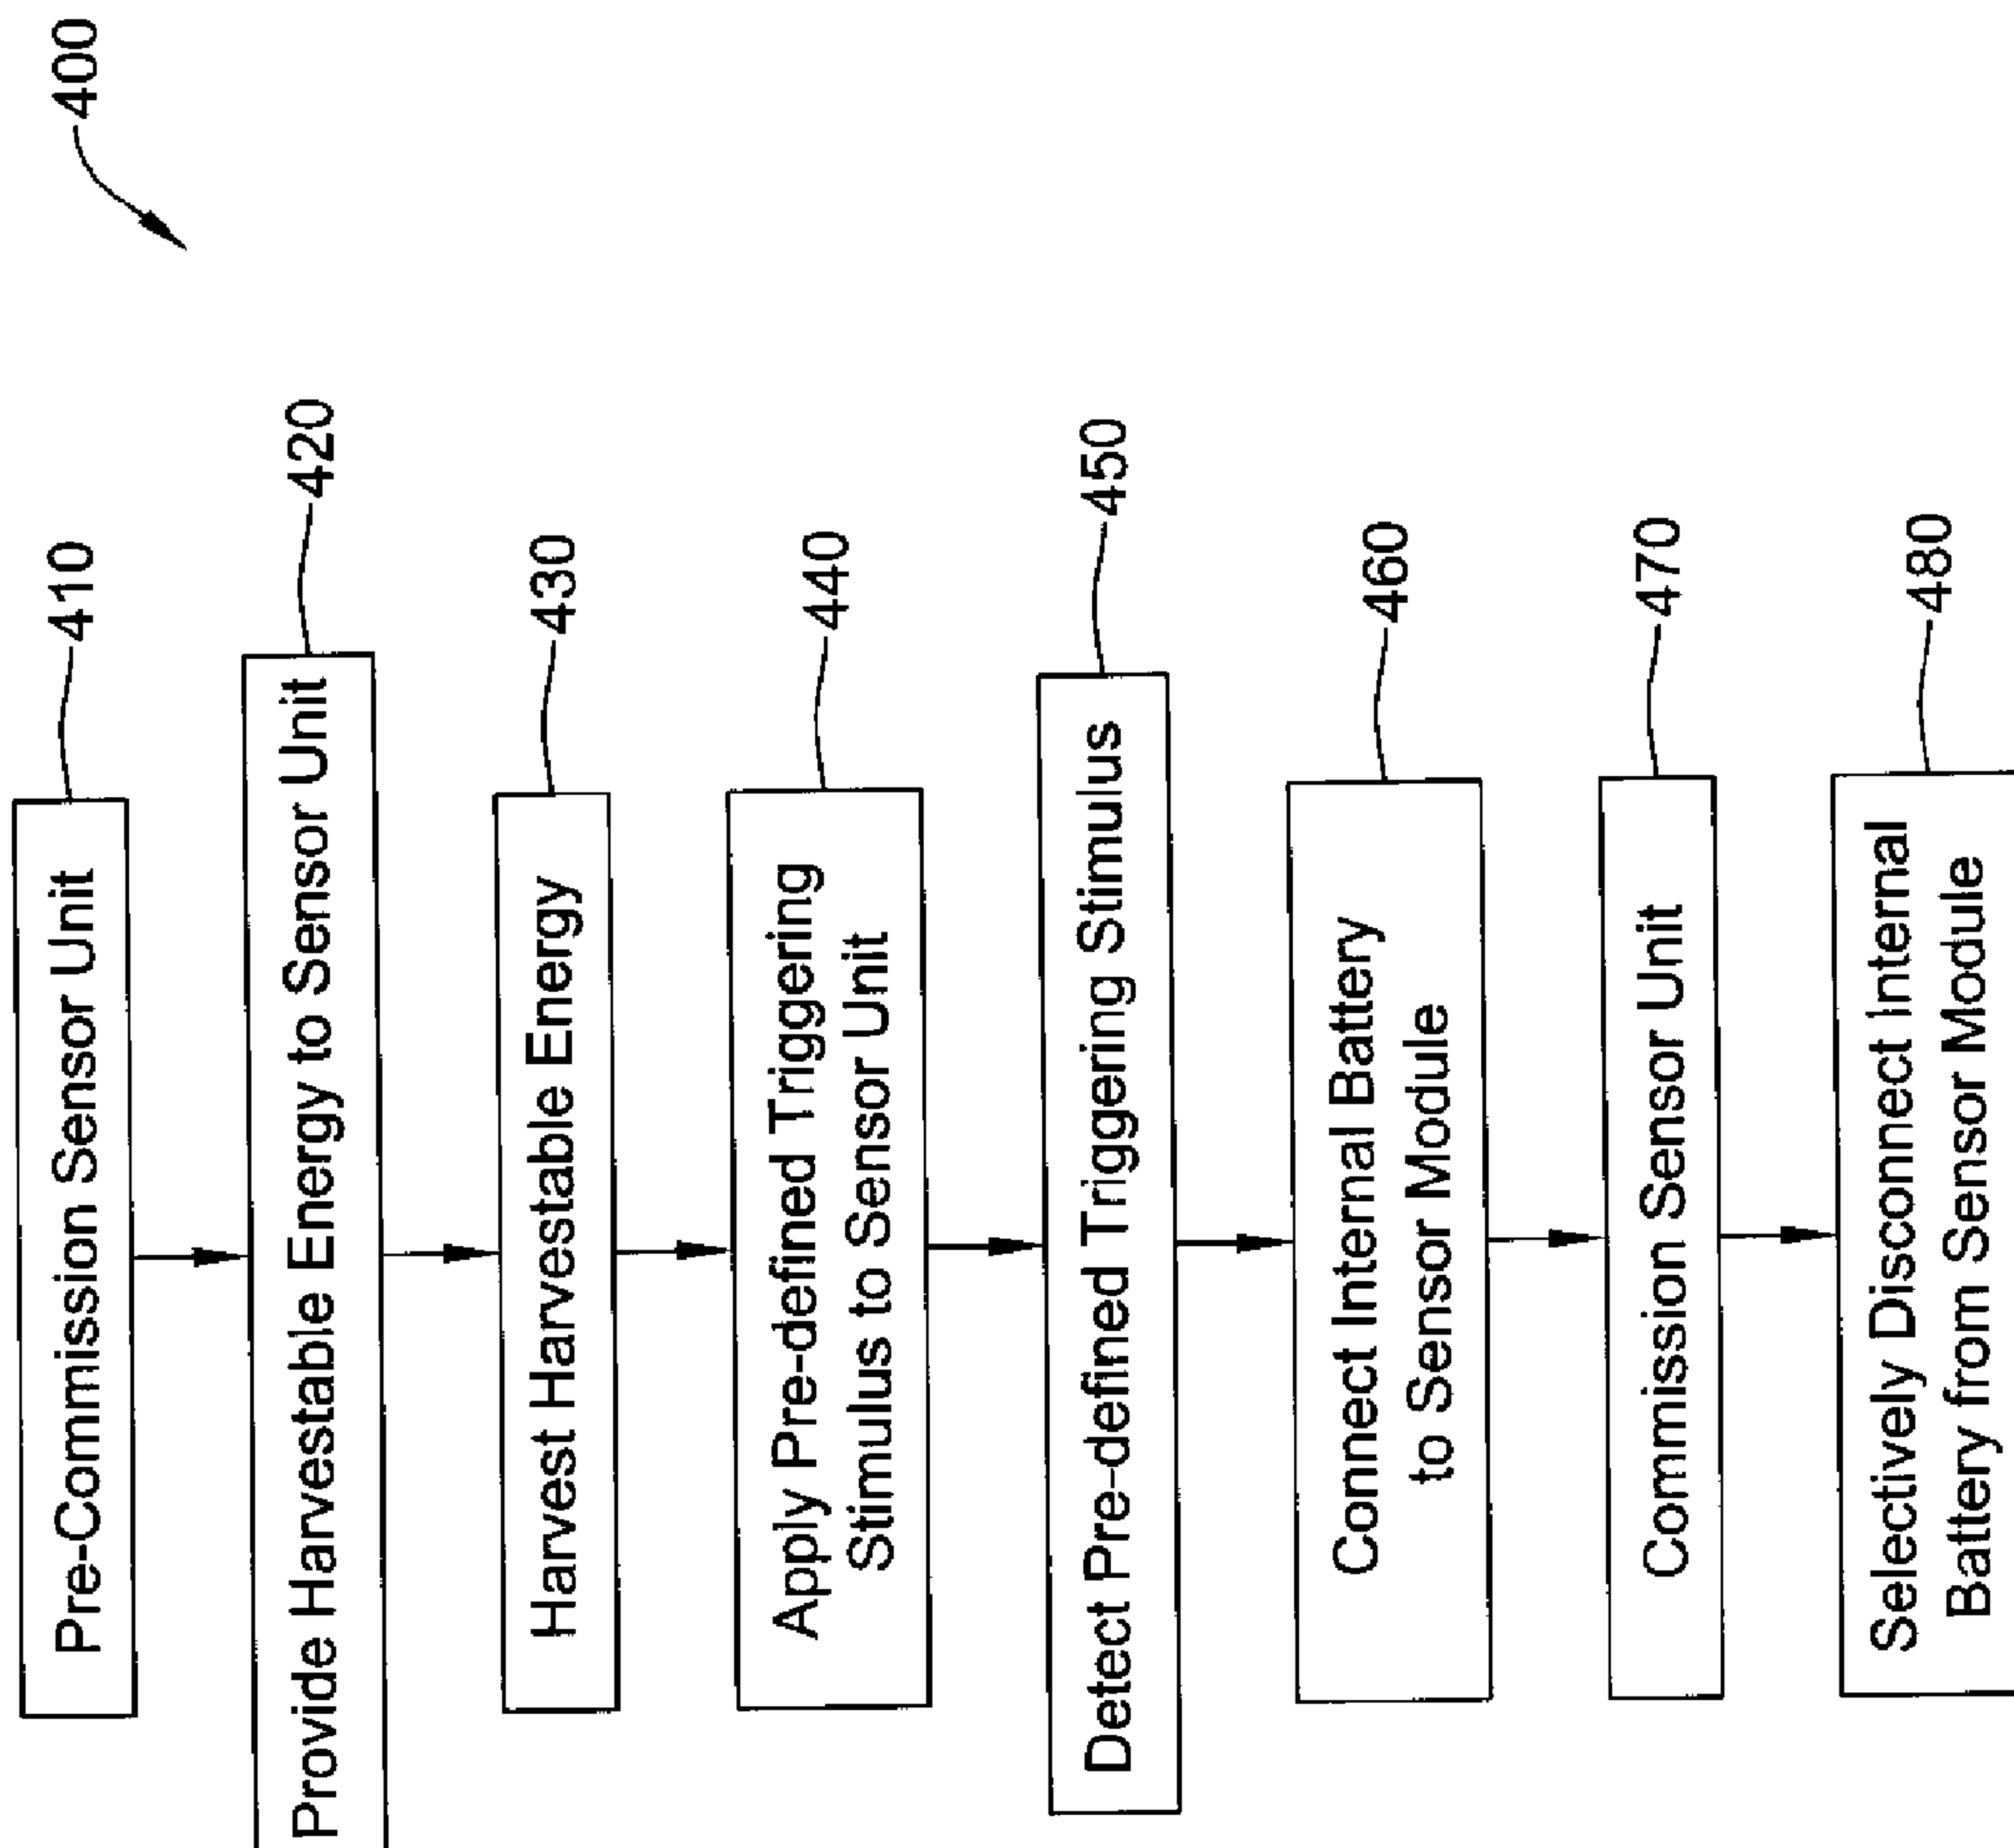 400
Pre-Commission Sensor Unit
410
Provide Harvestable Energy to Sensor Unit
420
Harvest Harvestable Energy
430
Apply Pre-defined Triggering
Stimulus to Sensor Unit
440
Detect Pre-defined Triggering Stimulus
450
Connect Internal Battery
to Sensor Module
460
Commission Sensor Unit
470
Selectively Disconnect Internal
Battery from Sensor Module
480